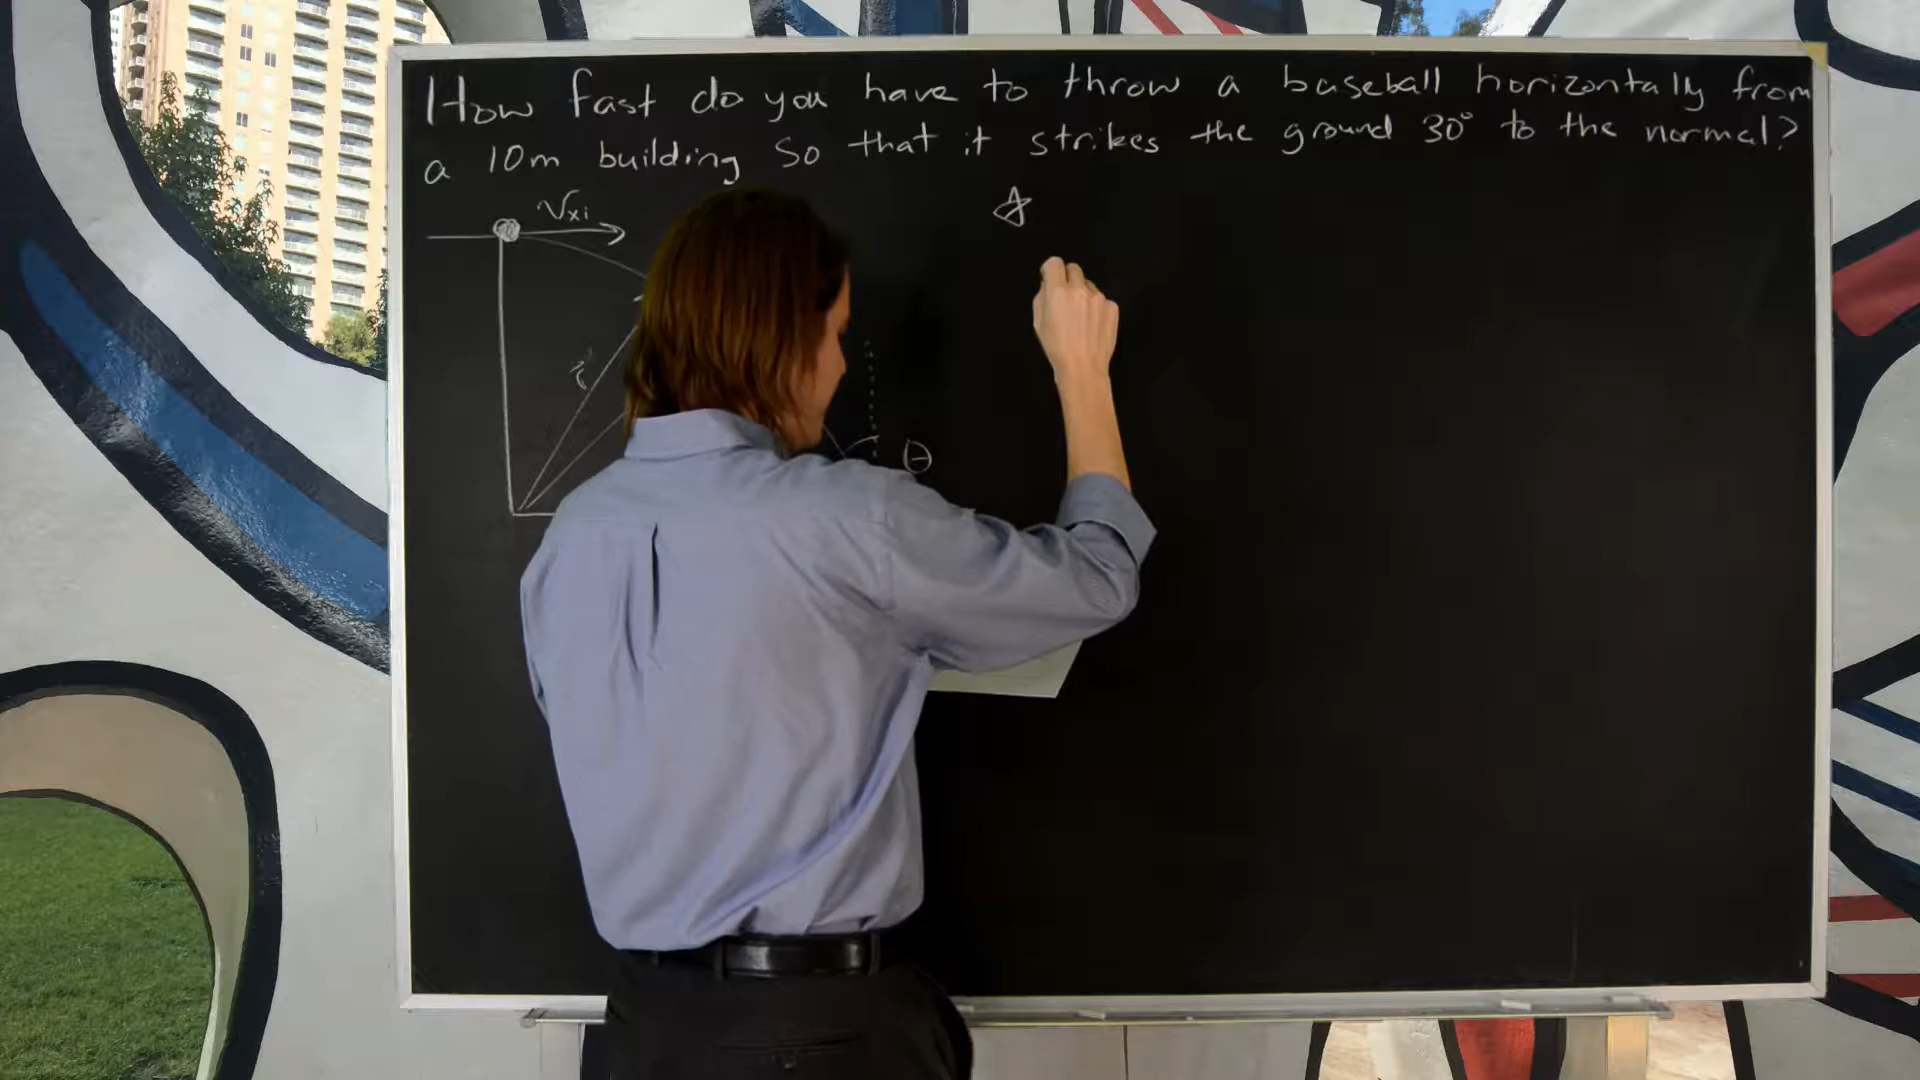 How fast do you have to throw a baseball horizontally from
a 10m building so that it strikes the ground 30° to the normal?
Vxi
θ